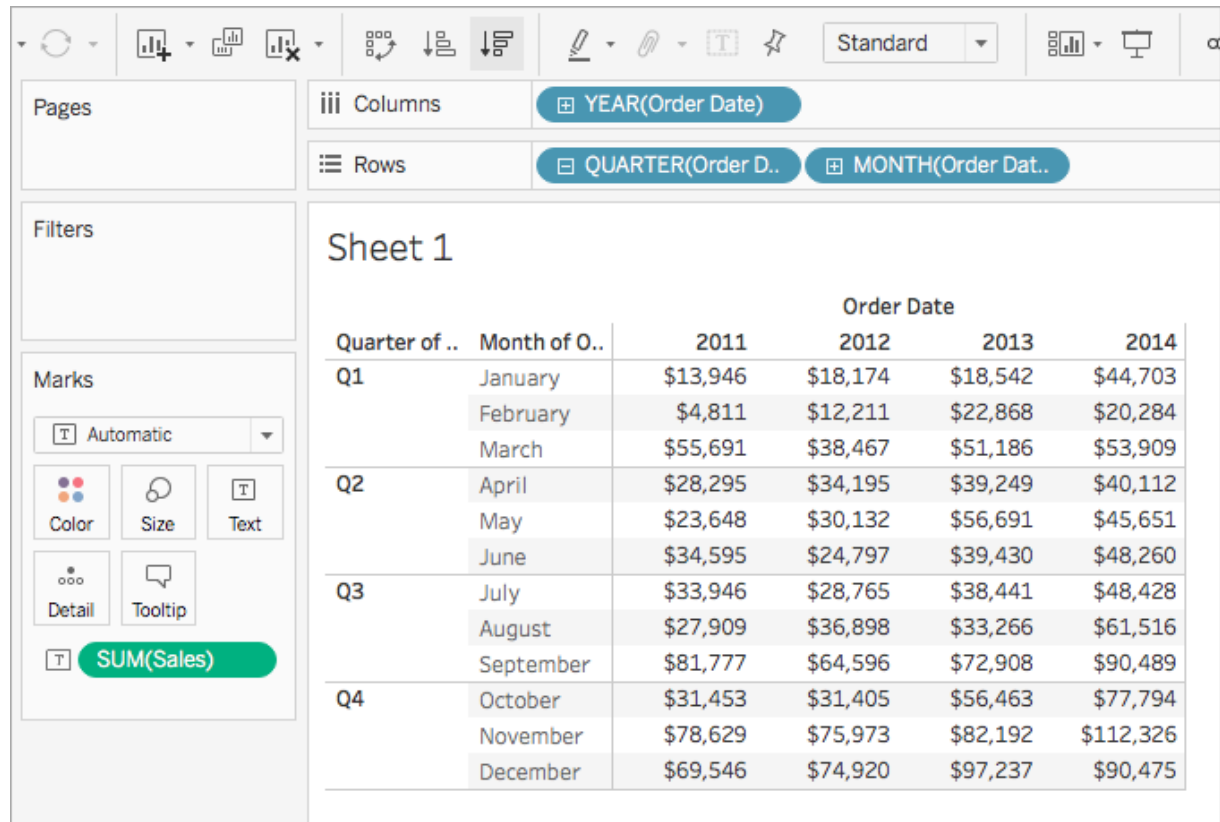 Standard
Pages
Columns
YEAR(Order Date)
Rows
QUARTER(Order D..
MONTH(Order Dat..
Filters
Marks
Automatic
Color
Size
Text
Detail
Tooltip
SUM(Sales)
Sheet 1
Order Date
Quarter of .. Month of O.. 2011 2012 2013 2014
Q1 January $13,946 $18,174 $18,542 $44,703
February $4,811 $12,211 $22,868 $20,284
March $55,691 $38,467 $51,186 $53,909
Q2 April $28,295 $34,195 $39,249 $40,112
May $23,648 $30,132 $56,691 $45,651
June $34,595 $24,797 $39,430 $48,260
Q3 July $33,946 $28,765 $38,441 $48,428
August $27,909 $36,898 $33,266 $61,516
September $81,777 $64,596 $72,908 $90,489
Q4 October $31,453 $31,405 $56,463 $77,794
November $78,629 $75,973 $82,192 $112,326
December $69,546 $74,920 $97,237 $90,475